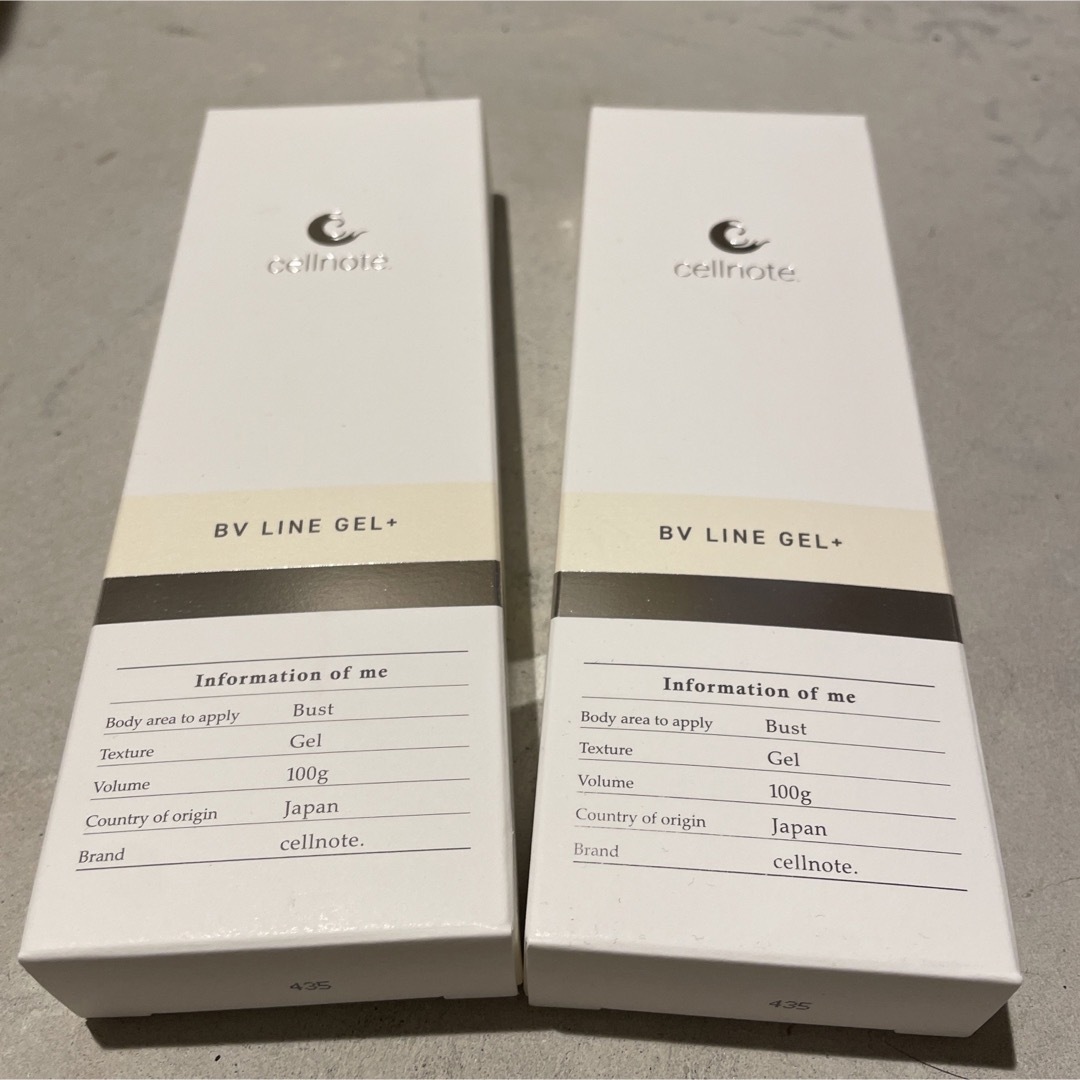 cellnote.
BV LINE GEL+
Information of me
Body area to apply Bust
Texture Gel
Volume 100g
Country of origin Japan
Brand cellnote.
435
cellnote.
BV LINE GEL+
Information of me
Body area to apply Bust
Texture Gel
Volume 100g
Country of origin Japan
Brand cellnote.
435